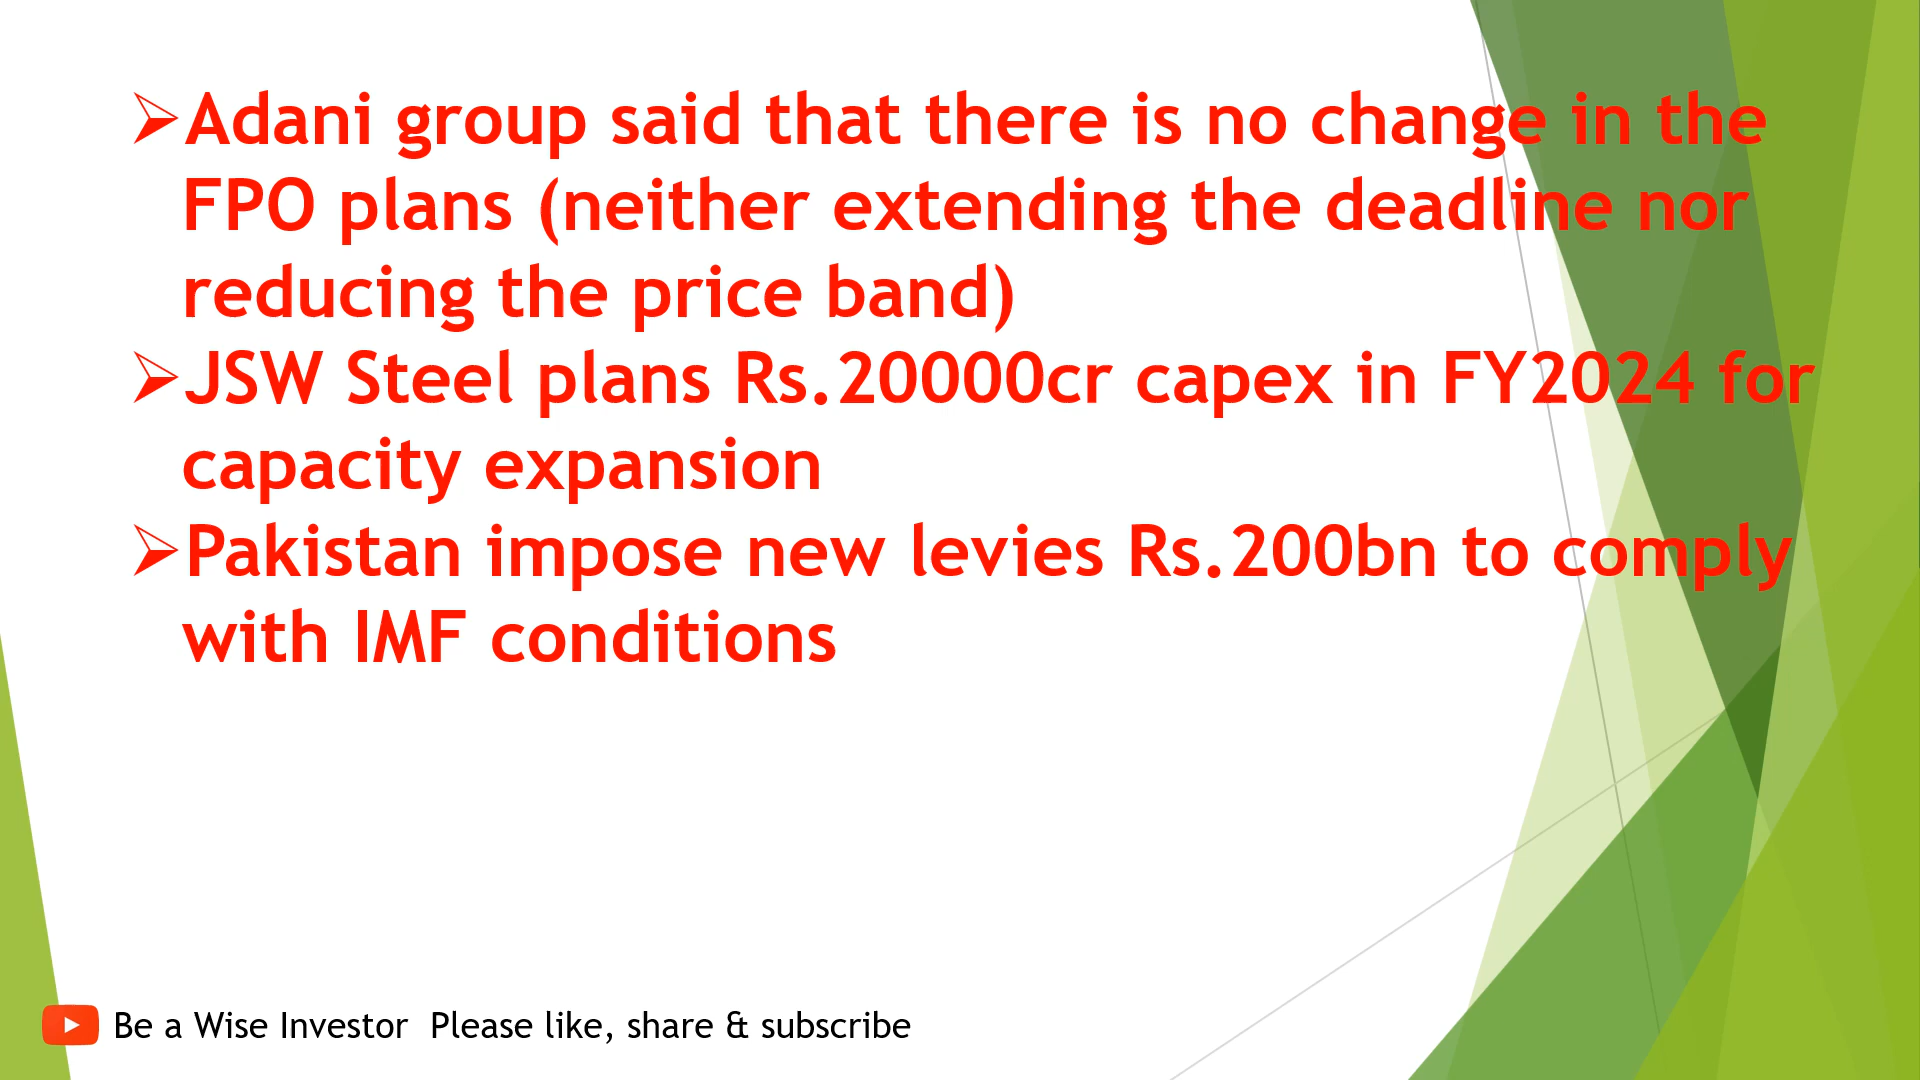 ➢Adani group said that there is no change in the
FPO plans (neither extending the deadline nor
reducing the price band)
➢JSW Steel plans Rs.20000cr capex in FY2024 for
capacity expansion
➢Pakistan impose new levies Rs.200bn to comply
with IMF conditions
Be a Wise Investor  Please like, share & subscribe